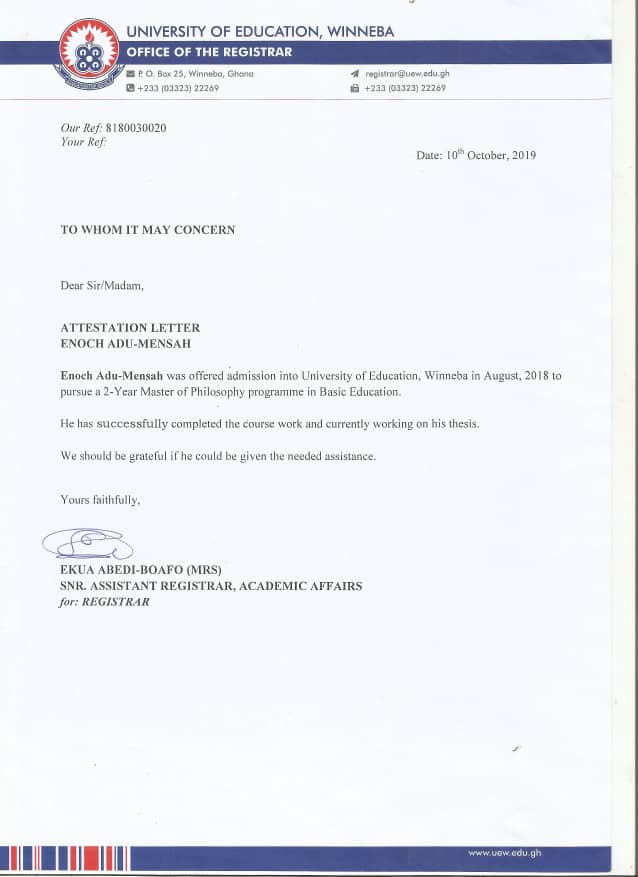 UNIVERSITY OF EDUCATION, WINNEBA
OFFICE OF THE REGISTRAR
P. O. Box 25, Winneba, Ghana
registrar@uew.edu.gh
+233 (03323) 22269
+233 (03323) 22269
Our Ref: 8180030020
Your Ref:
Date: 10th October, 2019
TO WHOM IT MAY CONCERN
Dear Sir/Madam,
ATTESTATION LETTER
ENOCH ADU-MENSAH
Enoch Adu-Mensah was offered admission into University of Education, Winneba in August, 2018 to
pursue a 2-Year Master of Philosophy programme in Basic Education.
He has successfully completed the course work and currently working on his thesis.
We should be grateful if he could be given the needed assistance.
Yours faithfully,
EKUA ABEDI-BOAFO (MRS)
SNR. ASSISTANT REGISTRAR, ACADEMIC AFFAIRS
for: REGISTRAR
www.uew.edu.gh